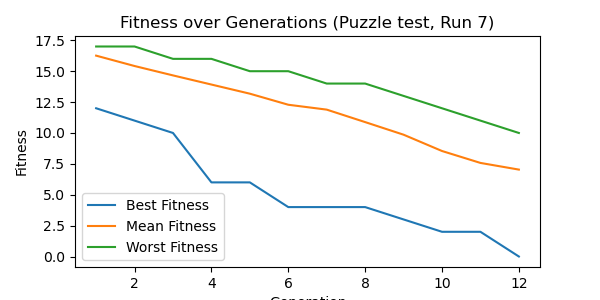 Fitness over Generations (Puzzle test, Run 7)
17.5
15.0
12.5
10.0
7.5
5.0
2.5
0.0
Fitness
Best Fitness
Mean Fitness
Worst Fitness
2 4 6 8 10 12
Generation